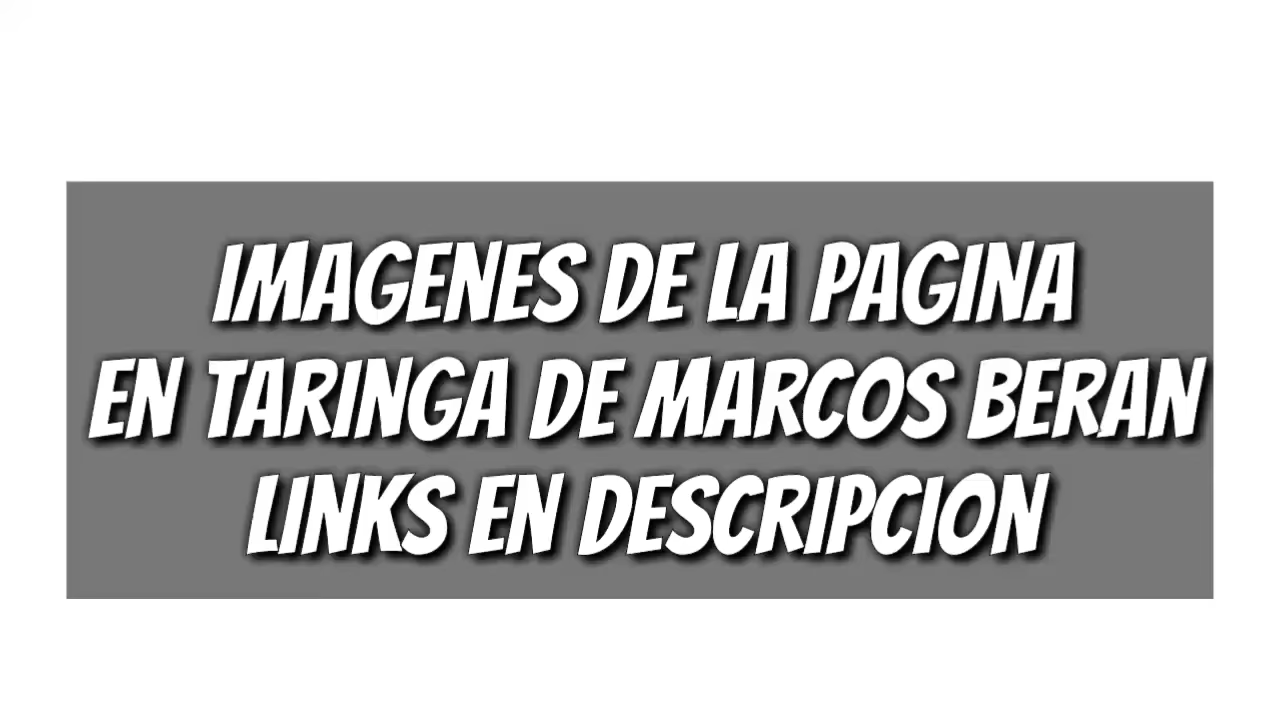 IMAGENES DE LA PAGINA
EN TARINGA DE MARCOS BERAN
LINKS EN DESCRIPCION